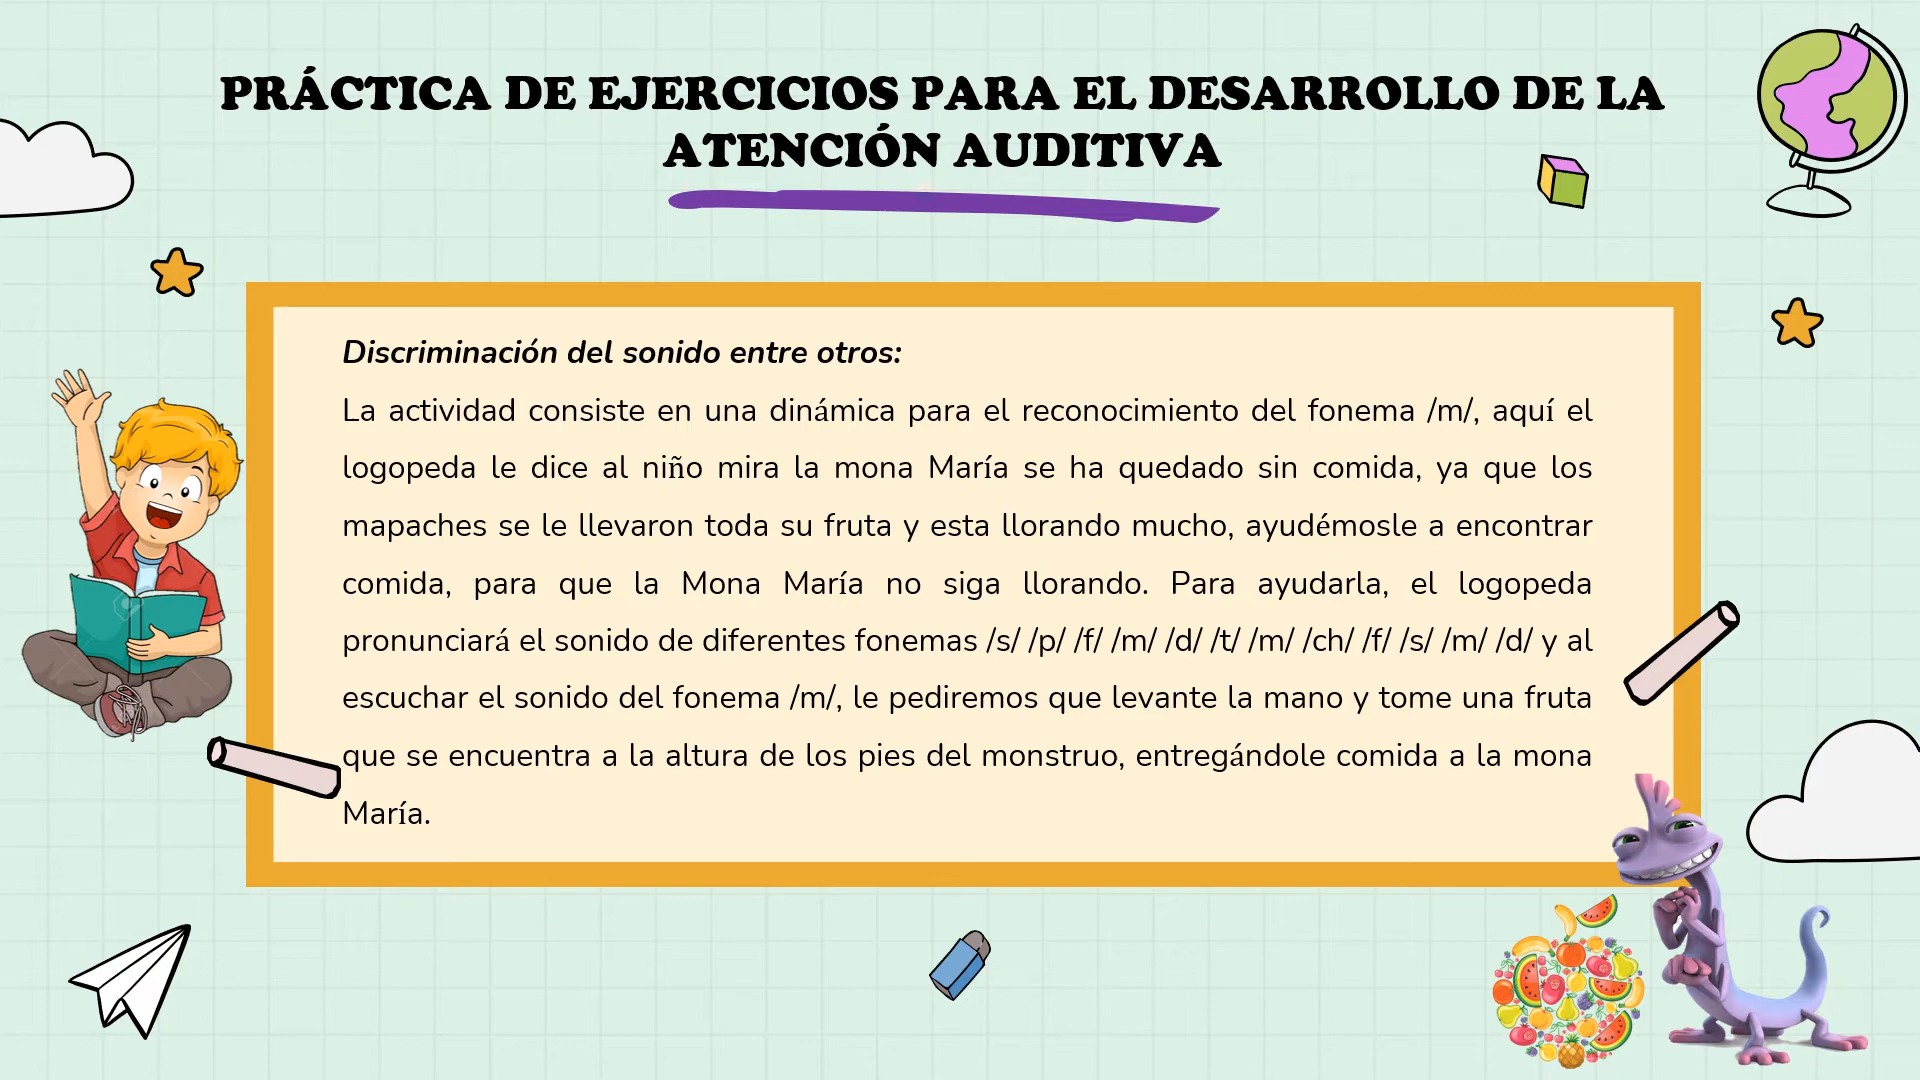 PRÁCTICA DE EJERCICIOS PARA EL DESARROLLO DE LA
ATENCIÓN AUDITIVA
Discriminación del sonido entre otros:
La actividad consiste en una dinámica para el reconocimiento del fonema /m/, aquí el
logopeda le dice al niño mira la mona María se ha quedado sin comida, ya que los
mapaches se le llevaron toda su fruta y esta llorando mucho, ayudémosle a encontrar
comida, para que la Mona María no siga llorando. Para ayudarla, el logopeda
pronunciará el sonido de diferentes fonemas /s/ /p/ /f/ /m/ /d/ /t/ /m/ /ch/ /f/ /s/ /m/ /d/ y al
escuchar el sonido del fonema /m/, le pediremos que levante la mano y tome una fruta
que se encuentra a la altura de los pies del monstruo, entregándole comida a la mona
María.